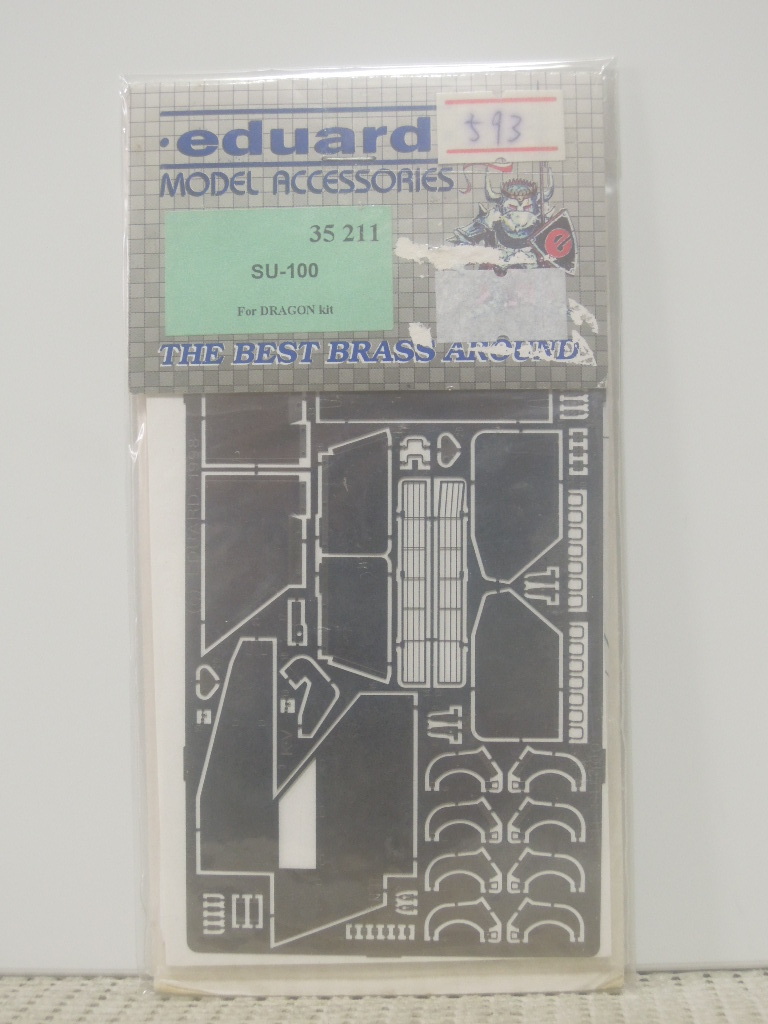 ·eduard
593
MODEL ACCESSORIES
e
35 211
SU-100
For DRAGON kit
THE BEST BRASS AROUND